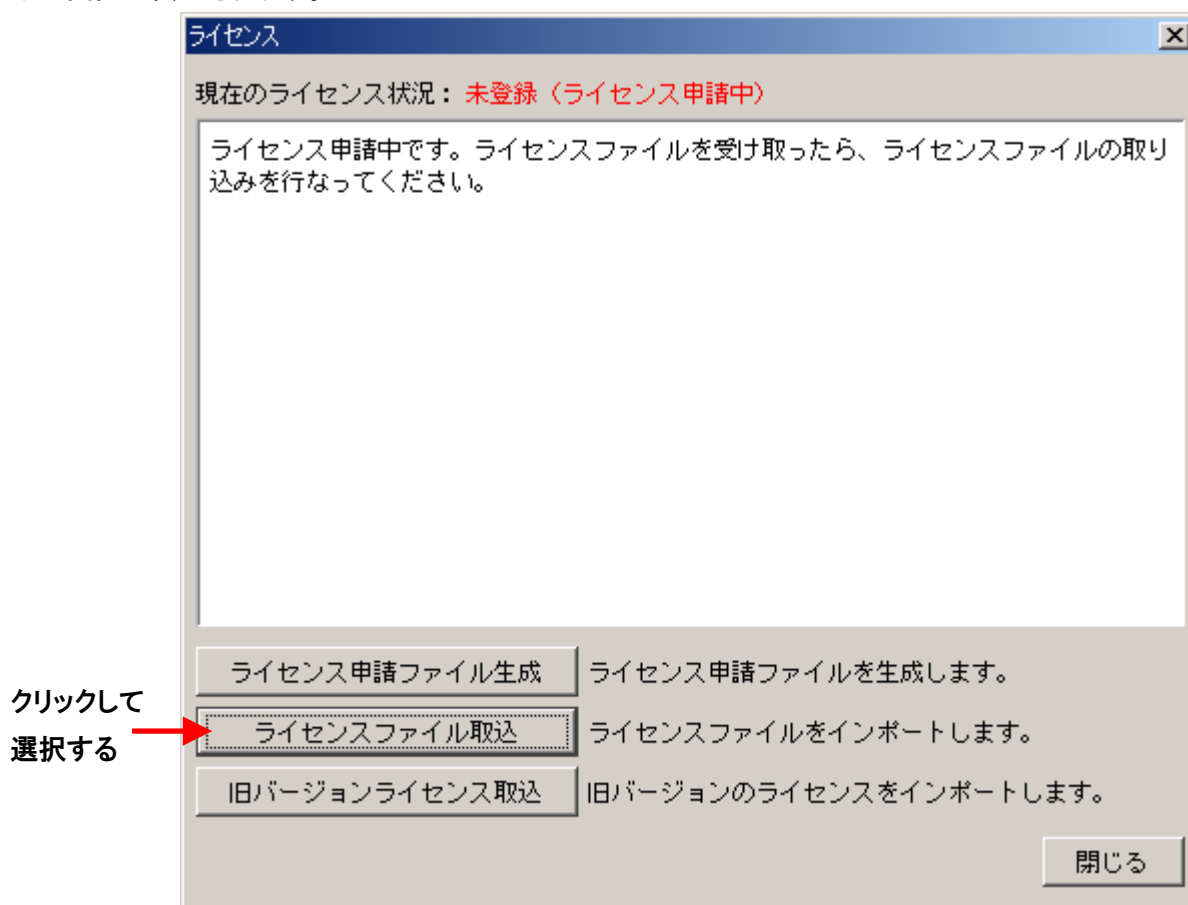 ライセンス
現在のライセンス状況：未登録（ライセンス申請中）
ライセンス申請中です。ライセンスファイルを受け取ったら、ライセンスファイルの取り
込みを行なってください。
ライセンス申請ファイル生成 ライセンス申請ファイルを生成します。
クリックして
選択する
ライセンスファイル取込 ライセンスファイルをインポートします。
旧バージョンライセンス取込 旧バージョンのライセンスをインポートします。
閉じる